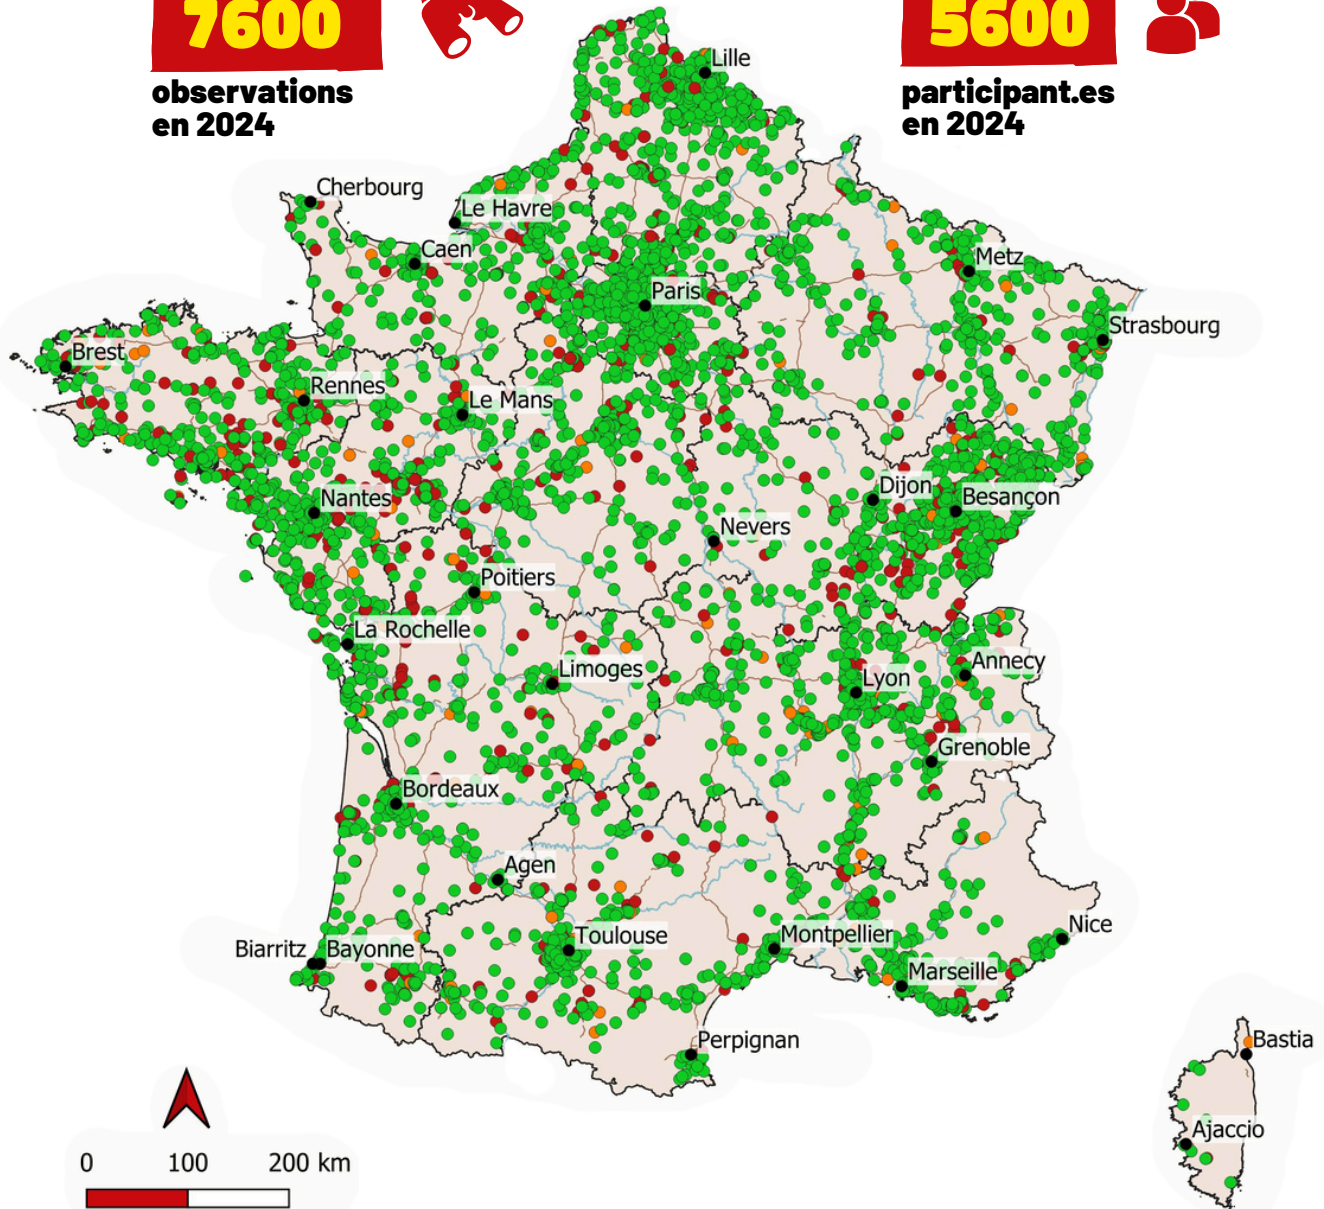 7600
5600
observations
en 2024
participant.es
en 2024
Lille
Cherbourg
Le Havre
Caen
Metz
Paris
Strasbourg
Brest
Rennes
Le Mans
Dijon
Besançon
Nantes
Nevers
Poitiers
La Rochelle
Limoges
Annecy
Lyon
Grenoble
Bordeaux
Agen
Nice
Toulouse
Montpellier
Biarritz
Bayonne
Marseille
Perpignan
Bastia
Ajaccio
0 100 200 km